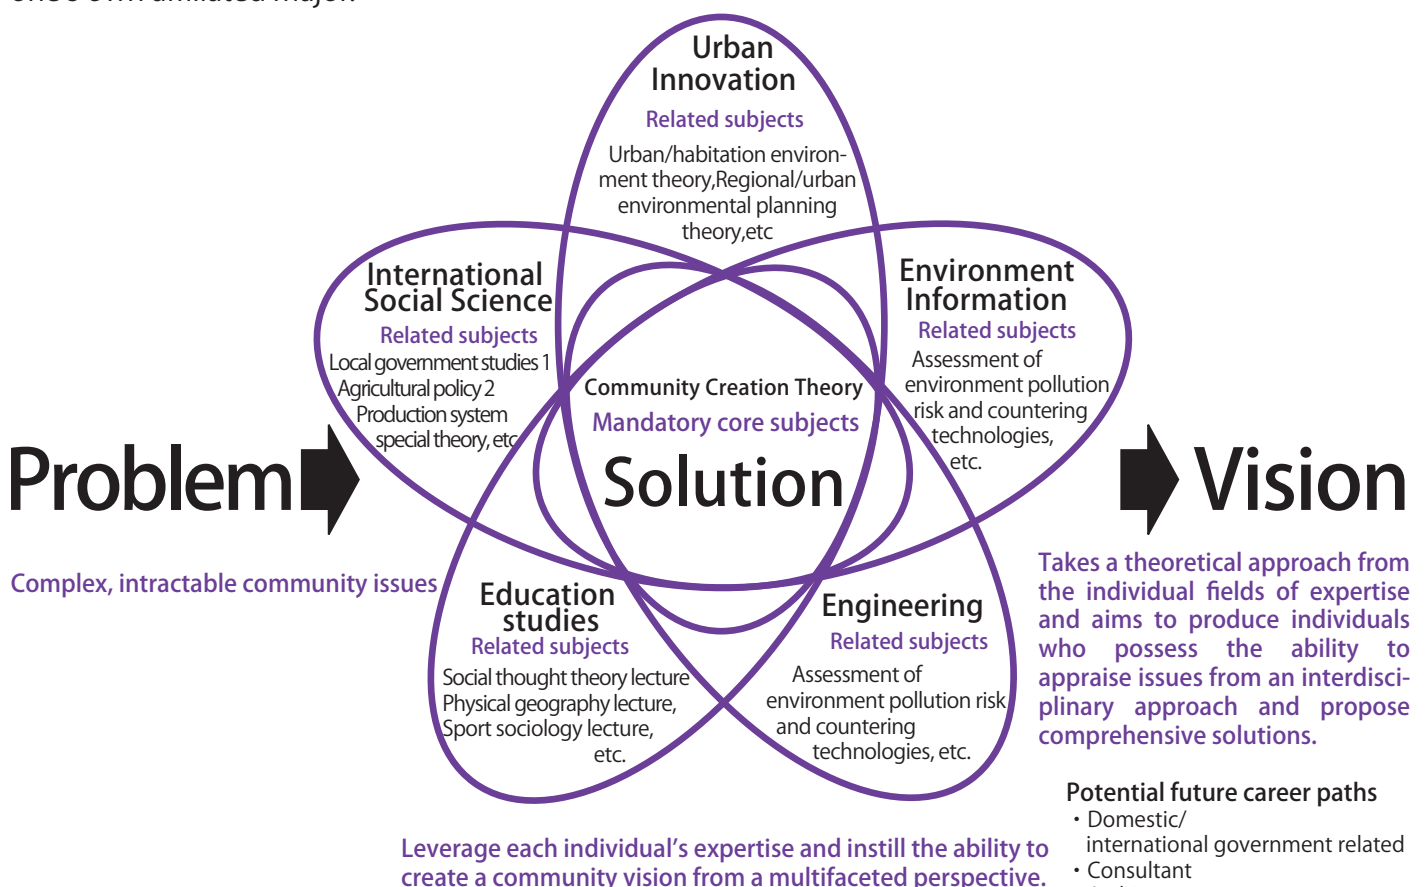 Urban
Innovation
Related subjects
Urban/habitation environ-
ment theory,Regional/urban
environmental planning
theory,etc
International
Social Science
Related subjects
Local government studies 1
Agricultural policy 2
Production system
special theory, etc
Environment
Information
Related subjects
Assessment of
environment pollution
risk and countering
technologies,
etc.
Community Creation Theory
Mandatory core subjects
Problem
Solution
Vision
Complex, intractable community issues
Education
studies
Related subjects
Social thought theory lecture
Physical geography lecture,
Sport sociology lecture,
etc.
Engineering
Related subjects
Assessment of
environment pollution risk
and countering
technologies, etc.
Takes a theoretical approach from
the individual fields of expertise
and aims to produce individuals
who possess the ability to
appraise issues from an interdisci-
plinary approach and propose
comprehensive solutions.
Potential future career paths
・Domestic/
international government related
・Consultant
Leverage each individual's expertise and instill the ability to
create a community vision from a multifaceted perspective.